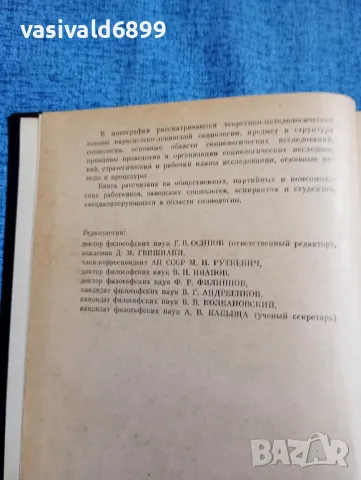 vasivald6899
В монографии рассматриваются теоретико-методологические
основы марксистско-ленинской социологии, предмет и структура
социологии, основные области социологических исследований,
принципы проведения и организации социологических исследова-
ний, стратегический и рабочий планы исследования, основные ме-
тоды и процедуры.
Книга рассчитана на общественных, партийных и комсомоль-
ских работников, заводских социологов, аспирантов и студентов,
специализирующихся в области социологии.
Редколлегия:
доктор философских наук Г. В. ОСИПОВ (ответственный редактор),
академик Д. М. ГВИШИАНИ,
член-корреспондент АН СССР М. Н. РУТКЕВИЧ,
доктор философских наук В. Н. ИВАНОВ,
доктор философских наук Ф. Р. ФИЛИППОВ,
кандидат философских наук В. Г. АНДРЕЕНКОВ,
кандидат философских наук В. В. КОЛБАНОВСКИЙ,
кандидат философских наук А. В. КАБЫЩА (ученый секретарь)
BAZAR
bg